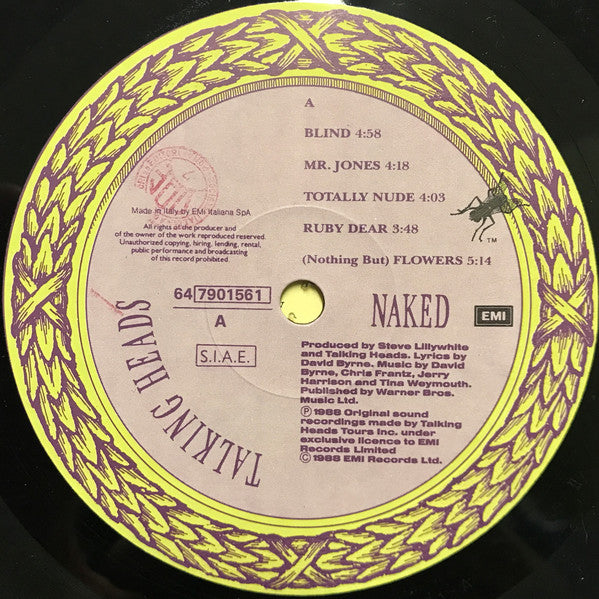 A
BLIND 4:58
MR. JONES 4:18
TOTALLY NUDE 4:03
RUBY DEAR 3:48
(Nothing But) FLOWERS 5:14
TM
Made in Italy by EMI Italiana SpA
All rights of the producer and
of the owner of the work reproduced reserved.
Unauthorized copying, hiring, lending, rental,
public performance and broadcasting
of this record prohibited.
64 7901561
A
S.I.A.E.
TALKING HEADS
NAKED
EMI
Produced by Steve Lillywhite
and Talking Heads. Lyrics by
David Byrne. Music by David
Byrne, Chris Frantz, Jerry
Harrison and Tina Weymouth.
Published by Warner Bros.
Music Ltd.
Ⓟ 1988 Original sound
recordings made by Talking
Heads Tours Inc. under
exclusive licence to EMI
Records Limited
© 1988 EMI Records Ltd.